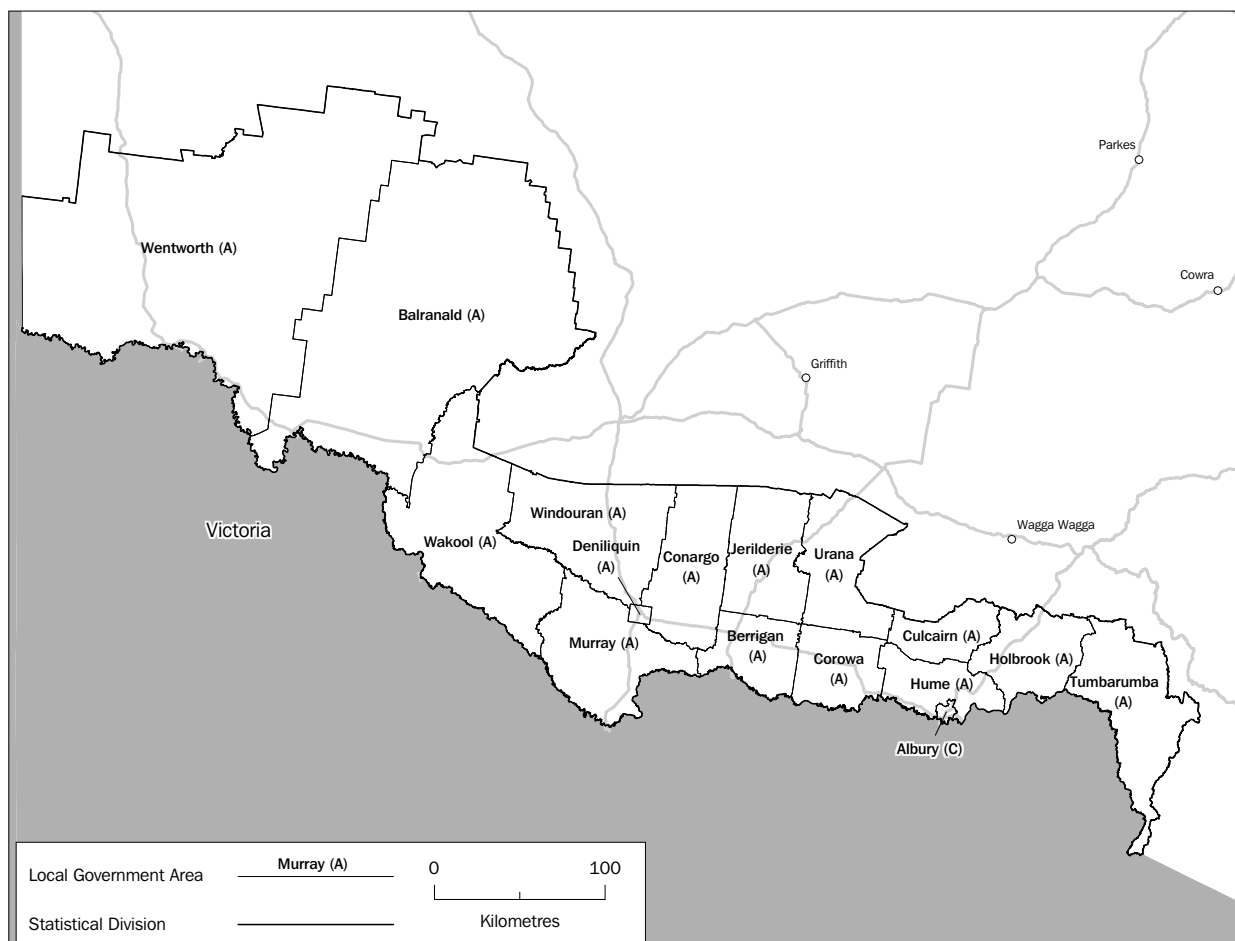 Parkes
Wentworth (A)
Cowra
Balranald (A)
Griffith
Windouran (A)
Victoria
Wakool (A)
Wagga Wagga
Deniliquin
(A)
Conargo
(A)
Jerilderie
(A)
Urana
(A)
Murray (A)
Berrigan
(A)
Culcairn (A)
Corowa
(A)
Holbrook (A)
Hume (A)
Tumbarumba
(A)
Albury (C)
Local Government Area
Murray (A)
0
100
Kilometres
Statistical Division